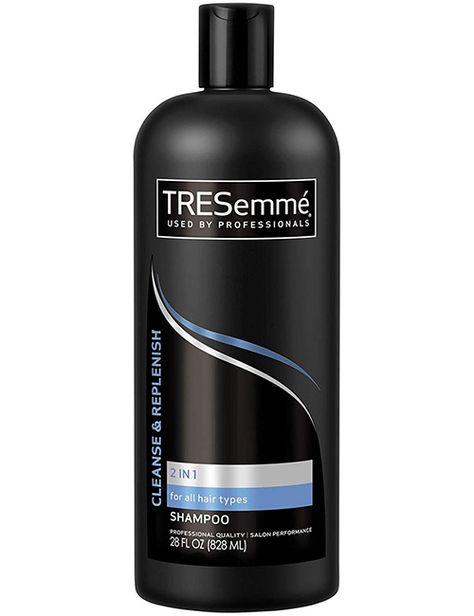 TRESemmé®
USED BY PROFESSIONALS
CLEANSE & REPLENISH
2 IN 1
for all hair types
SHAMPOO
PROFESSIONAL QUALITY | SALON PERFORMANCE
28 FL OZ (828 ML)